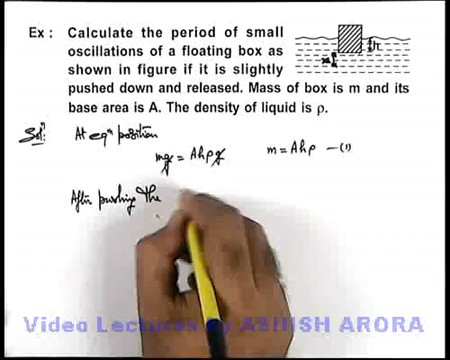 Ex : Calculate the period of small
oscillations of a floating box as
shown in figure if it is slightly
pushed down and released. Mass of box is m and its
base area is A. The density of liquid is ρ.
h
x
Solⁿ. At eqⁿ position
mg = Ahρg m = Ahρ —(1)
After pushing the
Video Lectures by ASHISH ARORA